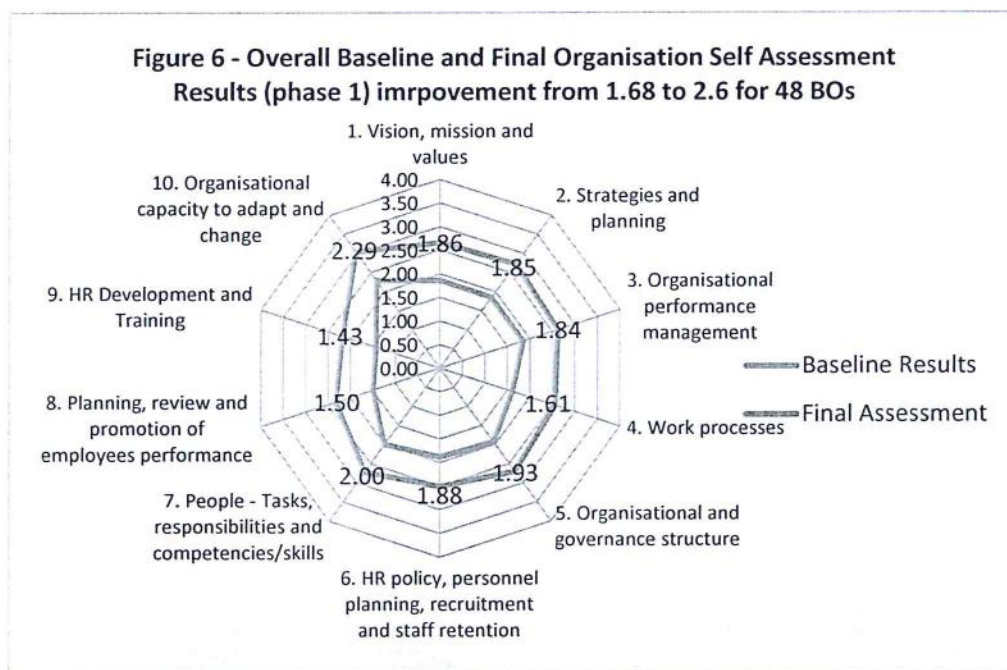 Figure 6 - Overall Baseline and Final Organisation Self Assessment
Results (phase 1) imrpovement from 1.68 to 2.6 for 48 BOs
1. Vision, mission and
values
2. Strategies and
planning
3. Organisational
performance
management
4. Work processes
5. Organisational and
governance structure
6. HR policy, personnel
planning, recruitment
and staff retention
7. People - Tasks,
responsibilities and
competencies/skills
8. Planning, review and
promotion of
employees performance
9. HR Development and
Training
10. Organisational
capacity to adapt and
change
4.00
3.50
3.00
2.50
2.00
1.50
1.00
0.50
0.00
1.86
1.85
1.84
1.61
1.93
1.88
2.00
1.50
1.43
2.29
Baseline Results
Final Assessment